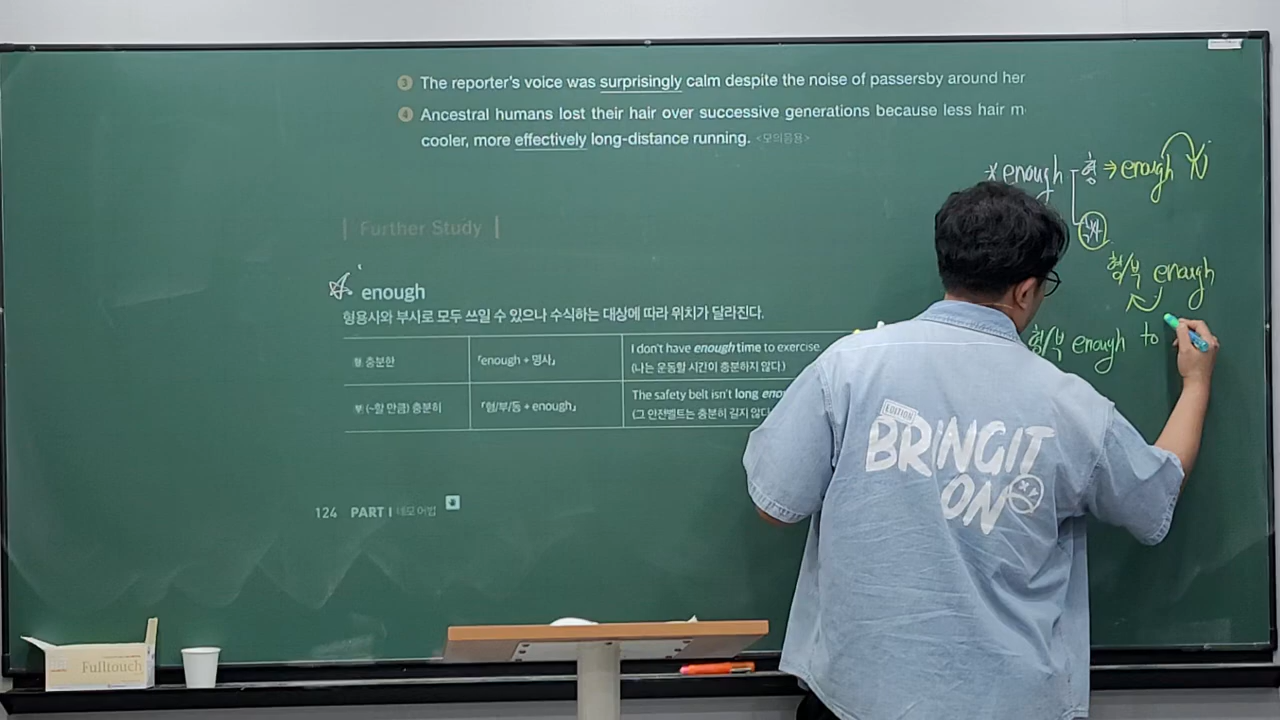 3 The reporter's voice was surprisingly calm despite the noise of passersby around her
4 Ancestral humans lost their hair over successive generations because less hair m
cooler, more effectively long-distance running. <모의응용>
Further Study
enough
형용사와 부사로 모두 쓰일 수 있으나 수식하는 대상에 따라 위치가 달라진다.
형 충분한
「enough + 명사」
I don't have enough time to exercise.
(나는 운동할 시간이 충분하지 않다.)
부 (~할 만큼) 충분히
「형/부/동 + enough」
The safety belt isn't long eno
(그 안전벨트는 충분히 길지 않다
124 PART I 네모 어법
* enough 형 ⇒ enough
형/부 enough
형/부 enough to
EDITION
BRINGIT
ON
Fulltouch